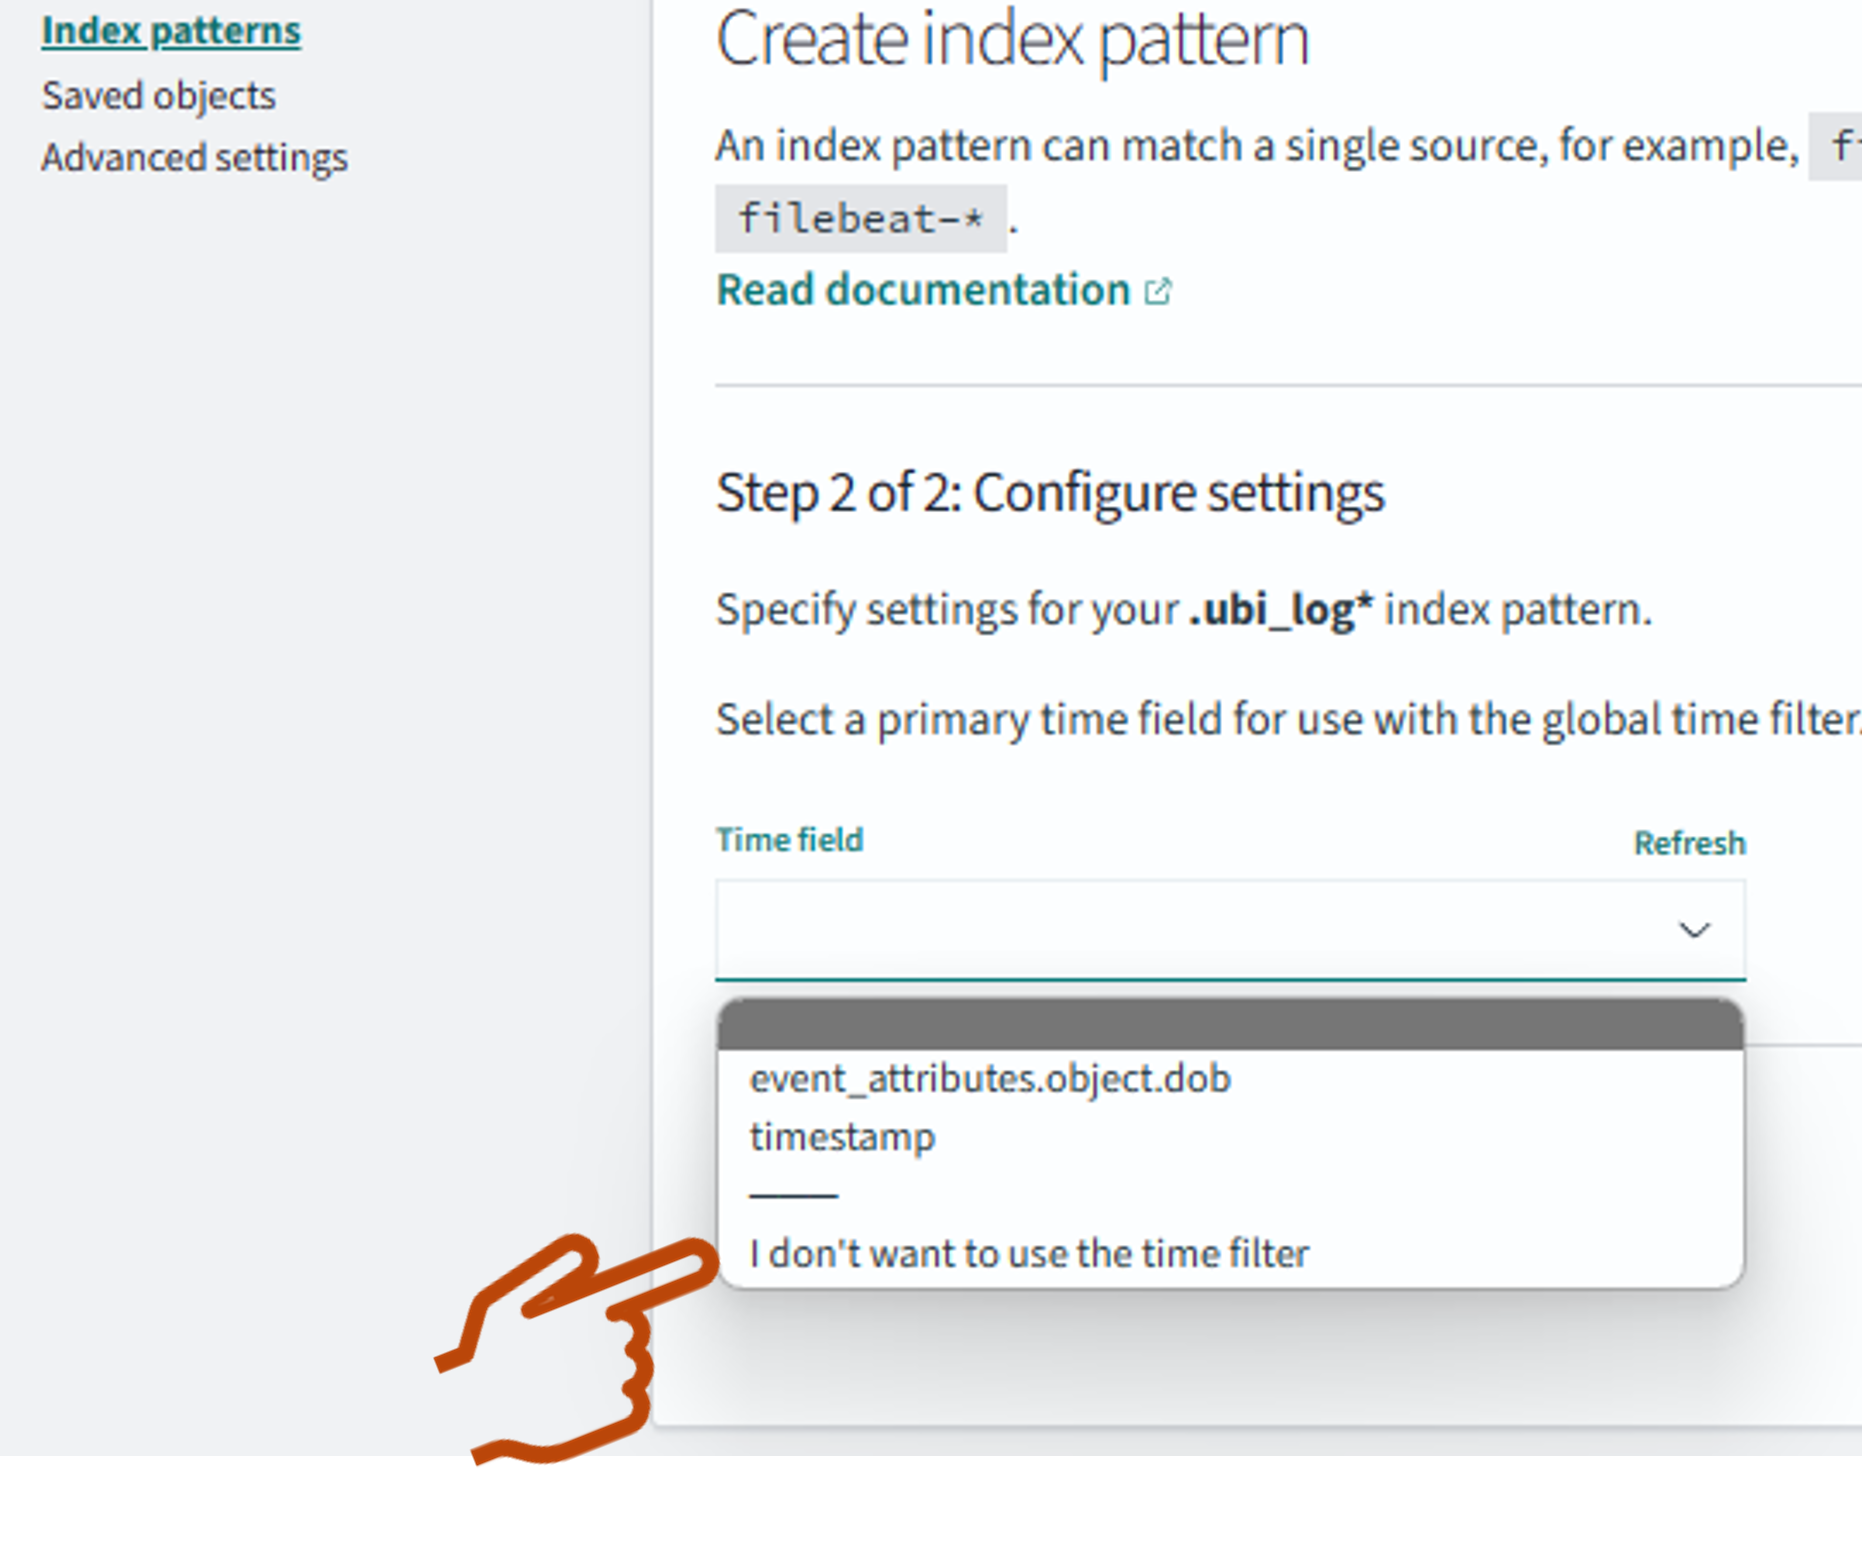 Index patterns
Saved objects
Advanced settings
Create index pattern
An index pattern can match a single source, for example,
filebeat-* .
Read documentation
Step 2 of 2: Configure settings
Specify settings for your .ubi_log* index pattern.
Select a primary time field for use with the global time filter.
Time field
Refresh
event_attributes.object.dob
timestamp
I don't want to use the time filter